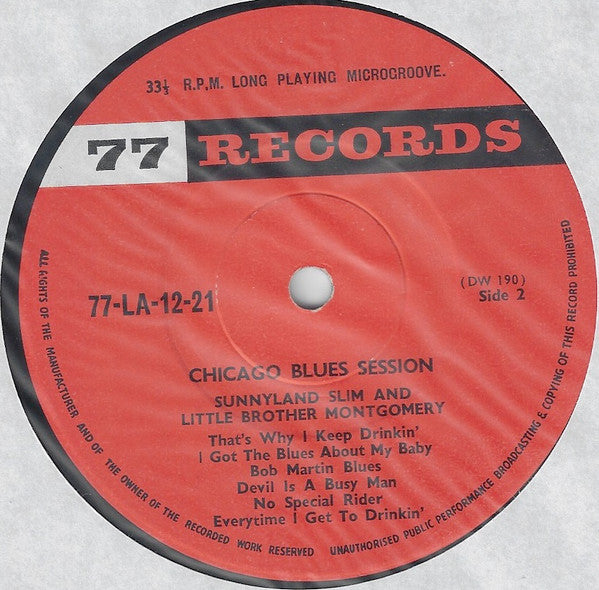 33⅓ R.P.M. LONG PLAYING MICROGROOVE.
77 RECORDS
77-LA-12-21
(DW 190)
Side 2
CHICAGO BLUES SESSION
SUNNYLAND SLIM AND
LITTLE BROTHER MONTGOMERY
That's Why I Keep Drinkin'
I Got The Blues About My Baby
Bob Martin Blues
Devil Is A Busy Man
No Special Rider
Everytime I Get To Drinkin'
ALL RIGHTS OF THE MANUFACTURER AND OF THE OWNER OF THE RECORDED WORK RESERVED UNAUTHORISED PUBLIC PERFORMANCE BROADCASTING & COPYING OF THIS RECORD PROHIBITED